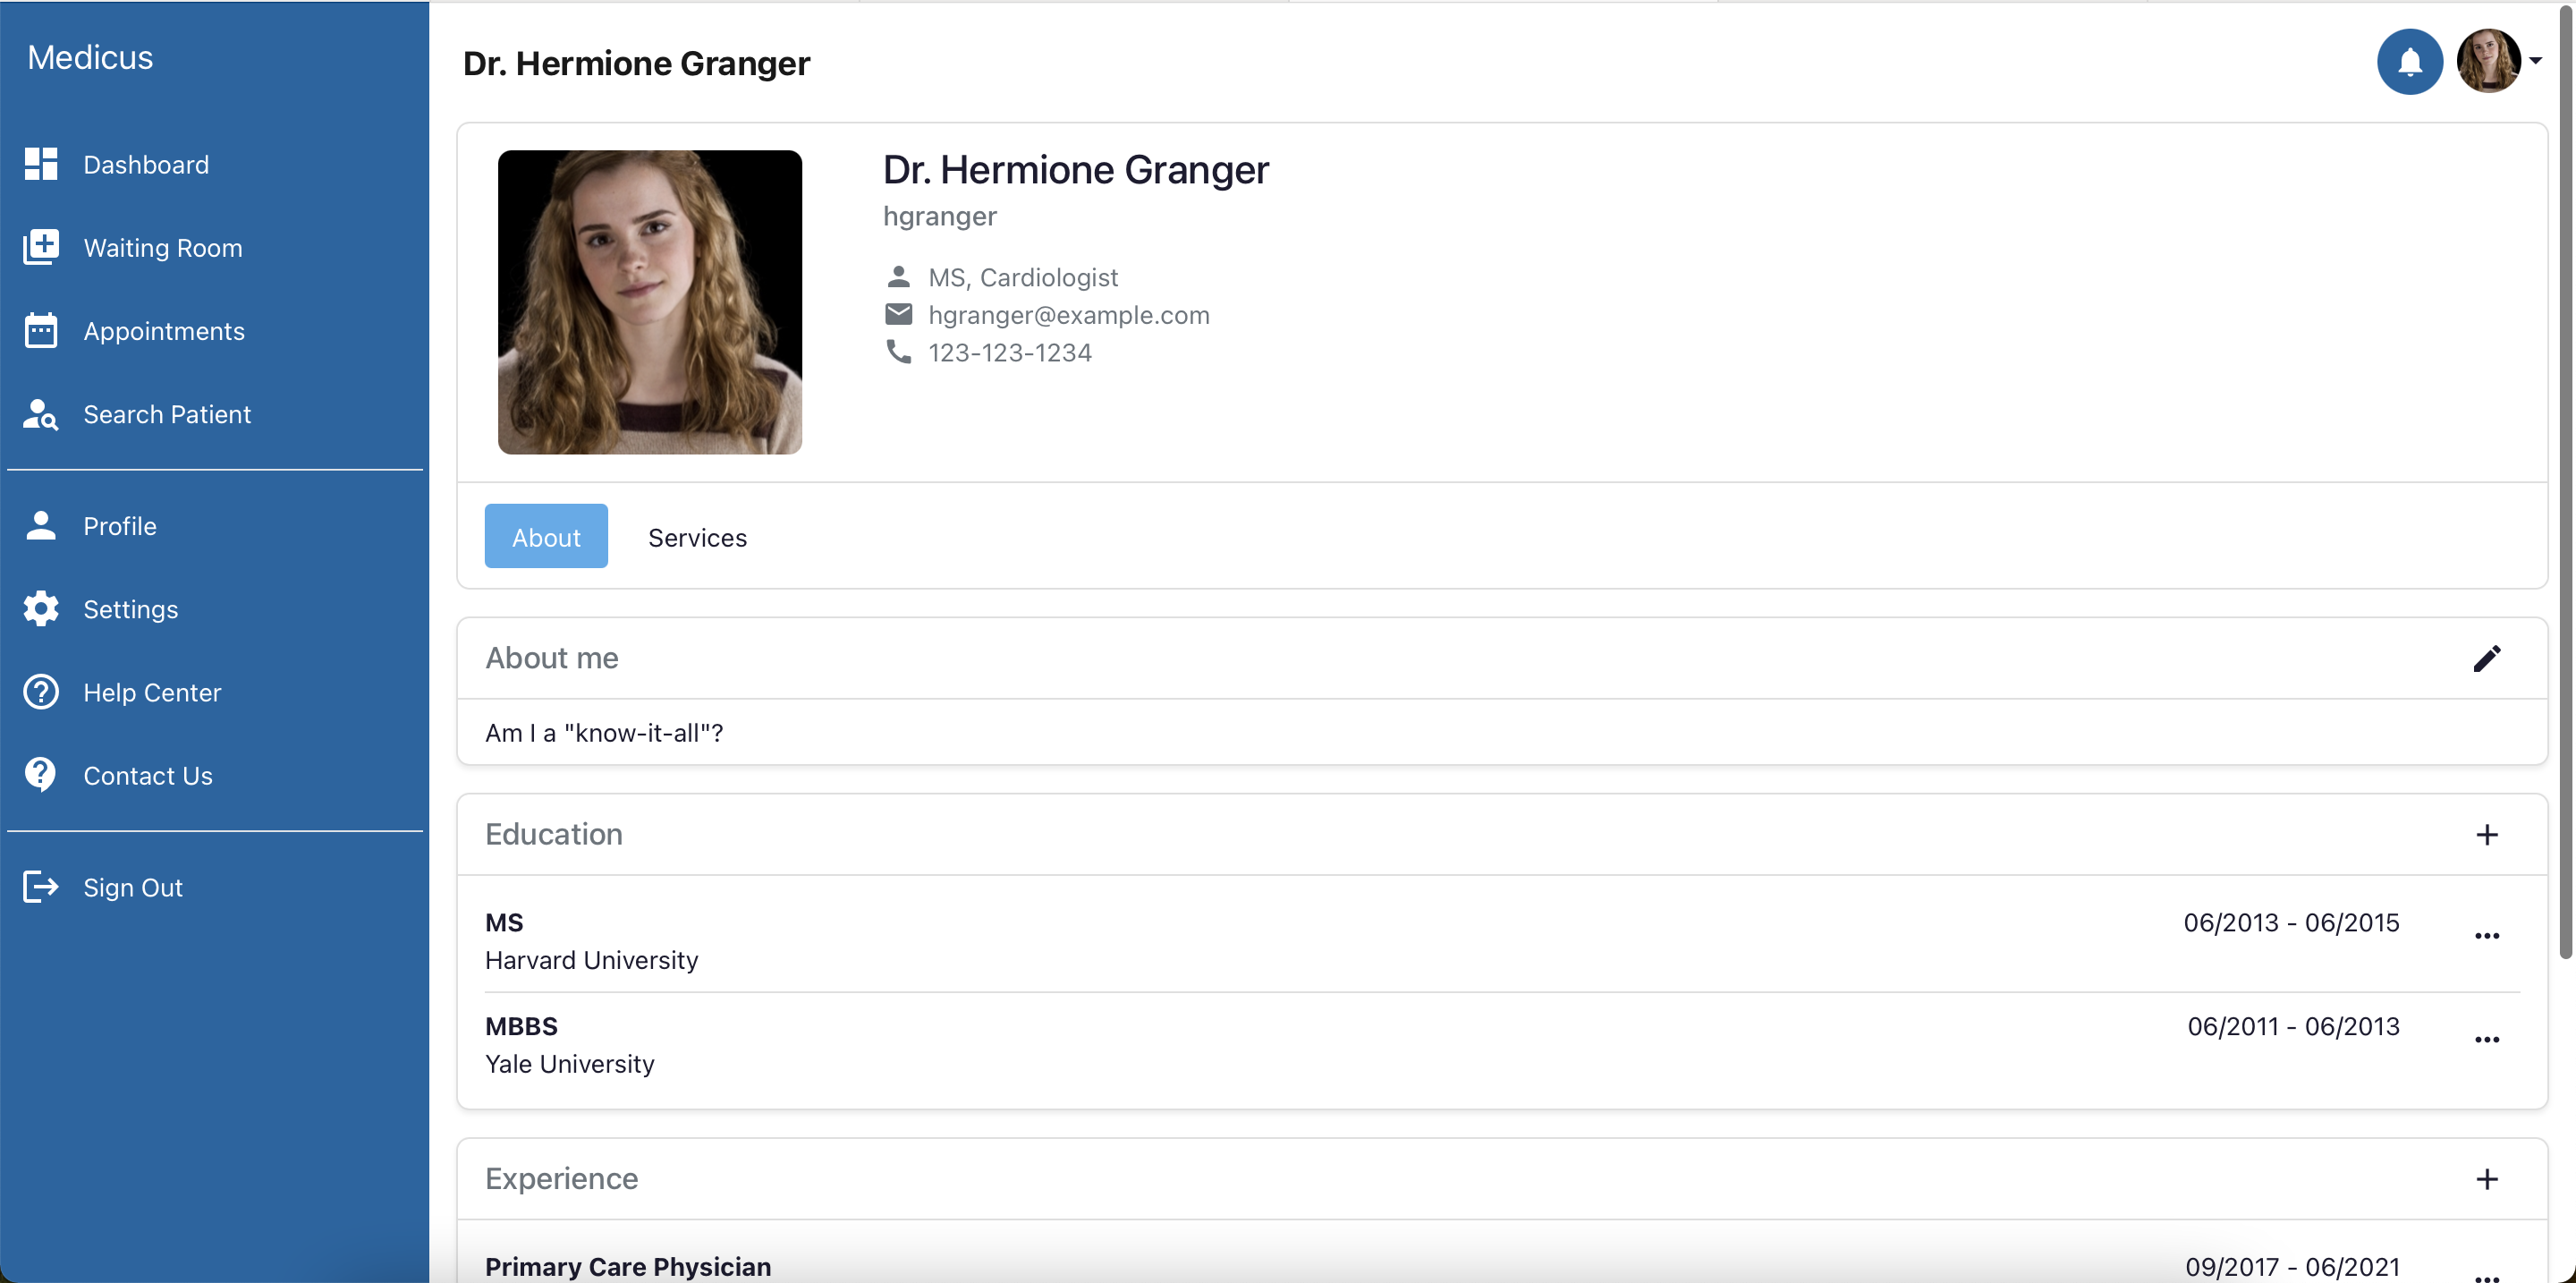 Medicus
Dashboard
Waiting Room
Appointments
Search Patient
Profile
Settings
Help Center
Contact Us
Sign Out
Dr. Hermione Granger
Dr. Hermione Granger
hgranger
MS, Cardiologist
hgranger@example.com
123-123-1234
About
Services
About me
Am I a "know-it-all"?
Education
MS
06/2013 - 06/2015
Harvard University
MBBS
06/2011 - 06/2013
Yale University
Experience
Primary Care Physician
09/2017 - 06/2021